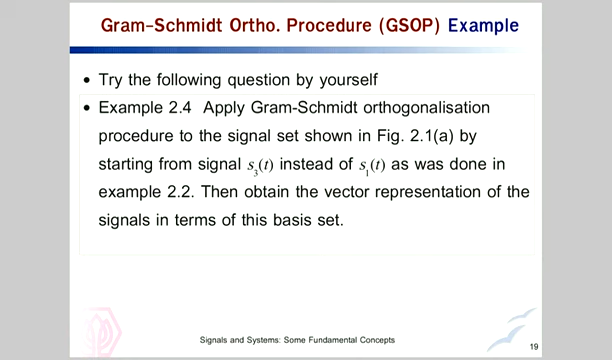 Gram-Schmidt Ortho. Procedure (GSOP) Example
• Try the following question by yourself
• Example 2.4 Apply Gram-Schmidt orthogonalisation
procedure to the signal set shown in Fig. 2.1(a) by
starting from signal s₃(t) instead of s₁(t) as was done in
example 2.2. Then obtain the vector representation of the
signals in terms of this basis set.
Signals and Systems: Some Fundamental Concepts
19